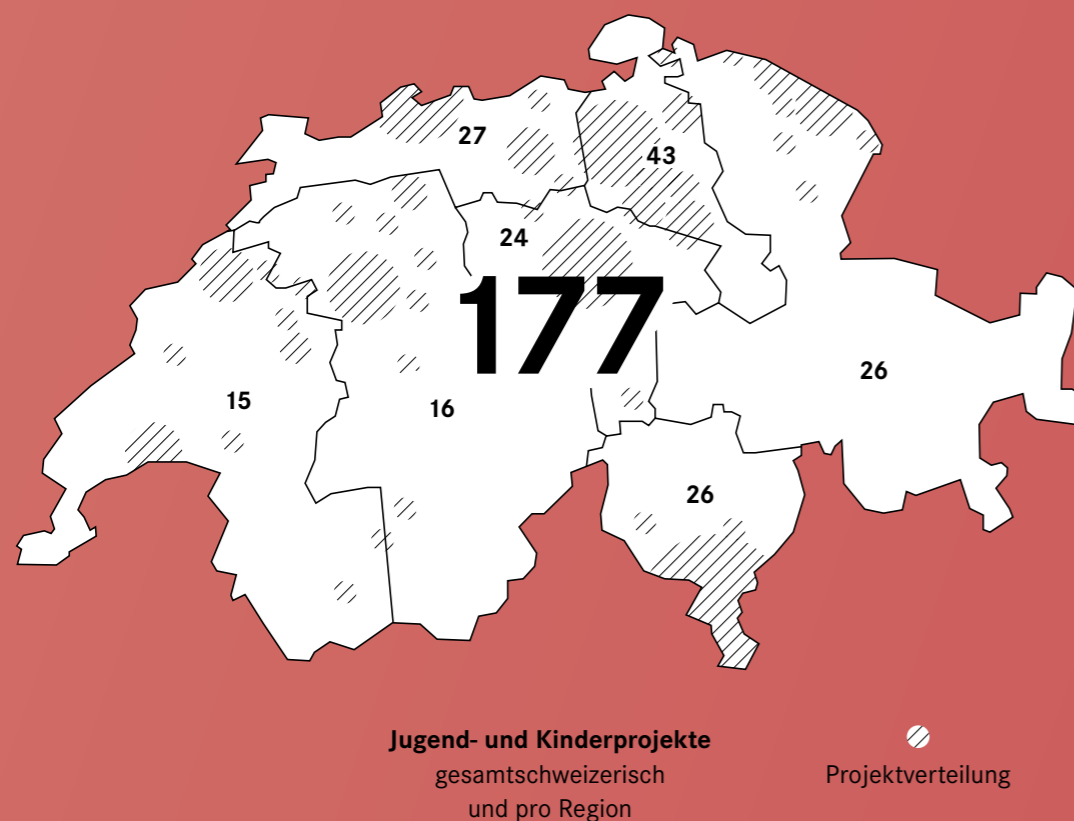 27
43
24
177
26
15
16
26
Jugend- und Kinderprojekte
gesamtschweizerisch
und pro Region
Projektverteilung